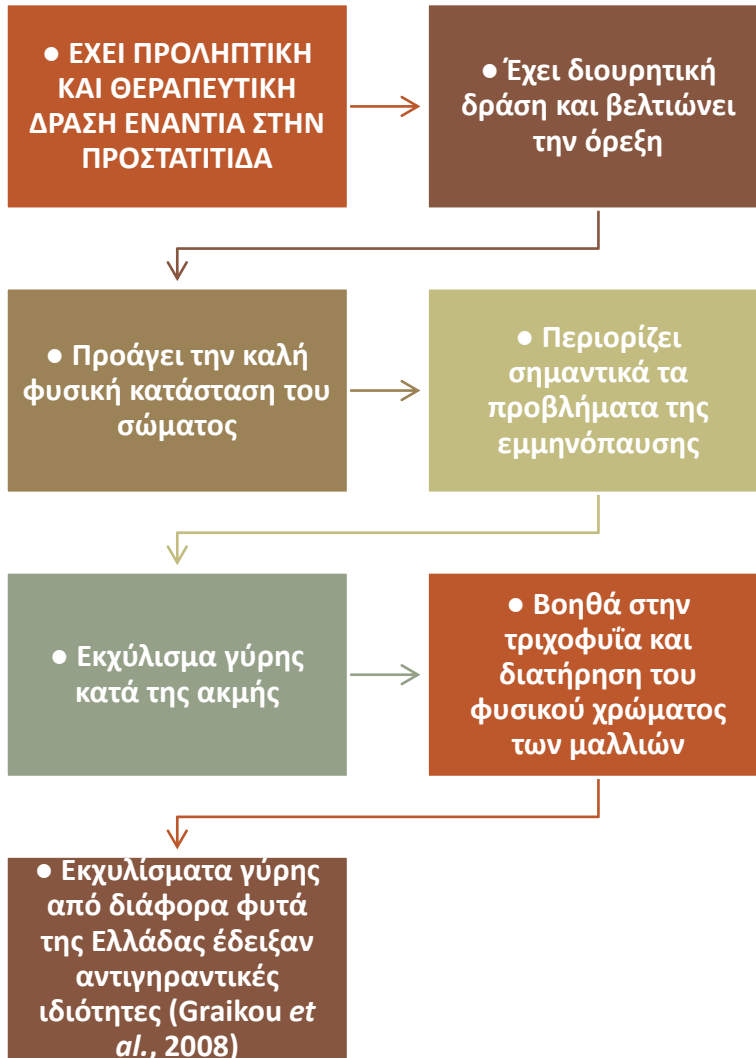 ● ΕΧΕΙ ΠΡΟΛΗΠΤΙΚΗ
ΚΑΙ ΘΕΡΑΠΕΥΤΙΚΗ
ΔΡΑΣΗ ΕΝΑΝΤΙΑ ΣΤΗΝ
ΠΡΟΣΤΑΤΙΤΙΔΑ
● Έχει διουρητική
δράση και βελτιώνει
την όρεξη
● Προάγει την καλή
φυσική κατάσταση του
σώματος
● Περιορίζει
σημαντικά τα
προβλήματα της
εμμηνόπαυσης
● Εκχύλισμα γύρης
κατά της ακμής
● Βοηθά στην
τριχοφυΐα και
διατήρηση του
φυσικού χρώματος
των μαλλιών
● Εκχυλίσματα γύρης
από διάφορα φυτά
της Ελλάδας έδειξαν
αντιγηραντικές
ιδιότητες (Graikou et
al., 2008)